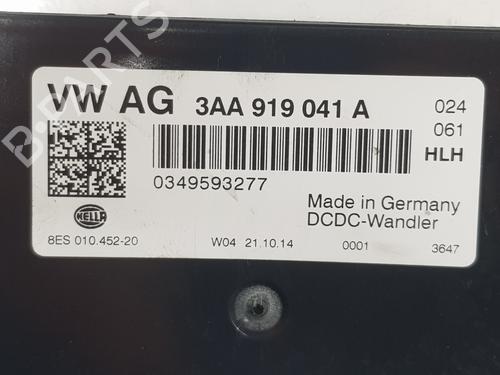 VW AG 3AA 919 041 A 024
061
HLH
0349593277
Made in Germany
DCDC-Wandler
HELLA
8ES 010.452-20 W04 21.10.14 0001 3647
B-PARTS